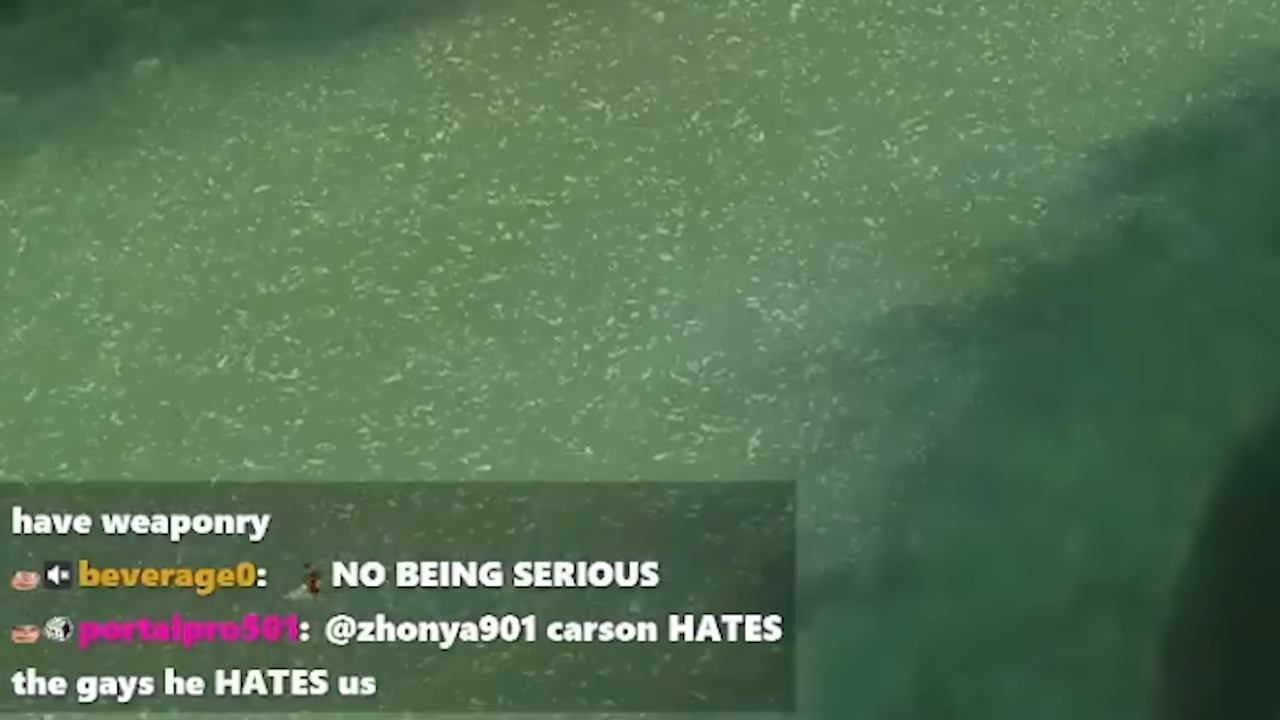 have weaponry
beverage0: NO BEING SERIOUS
portalpro501: @zhonya901 carson HATES
the gays he HATES us